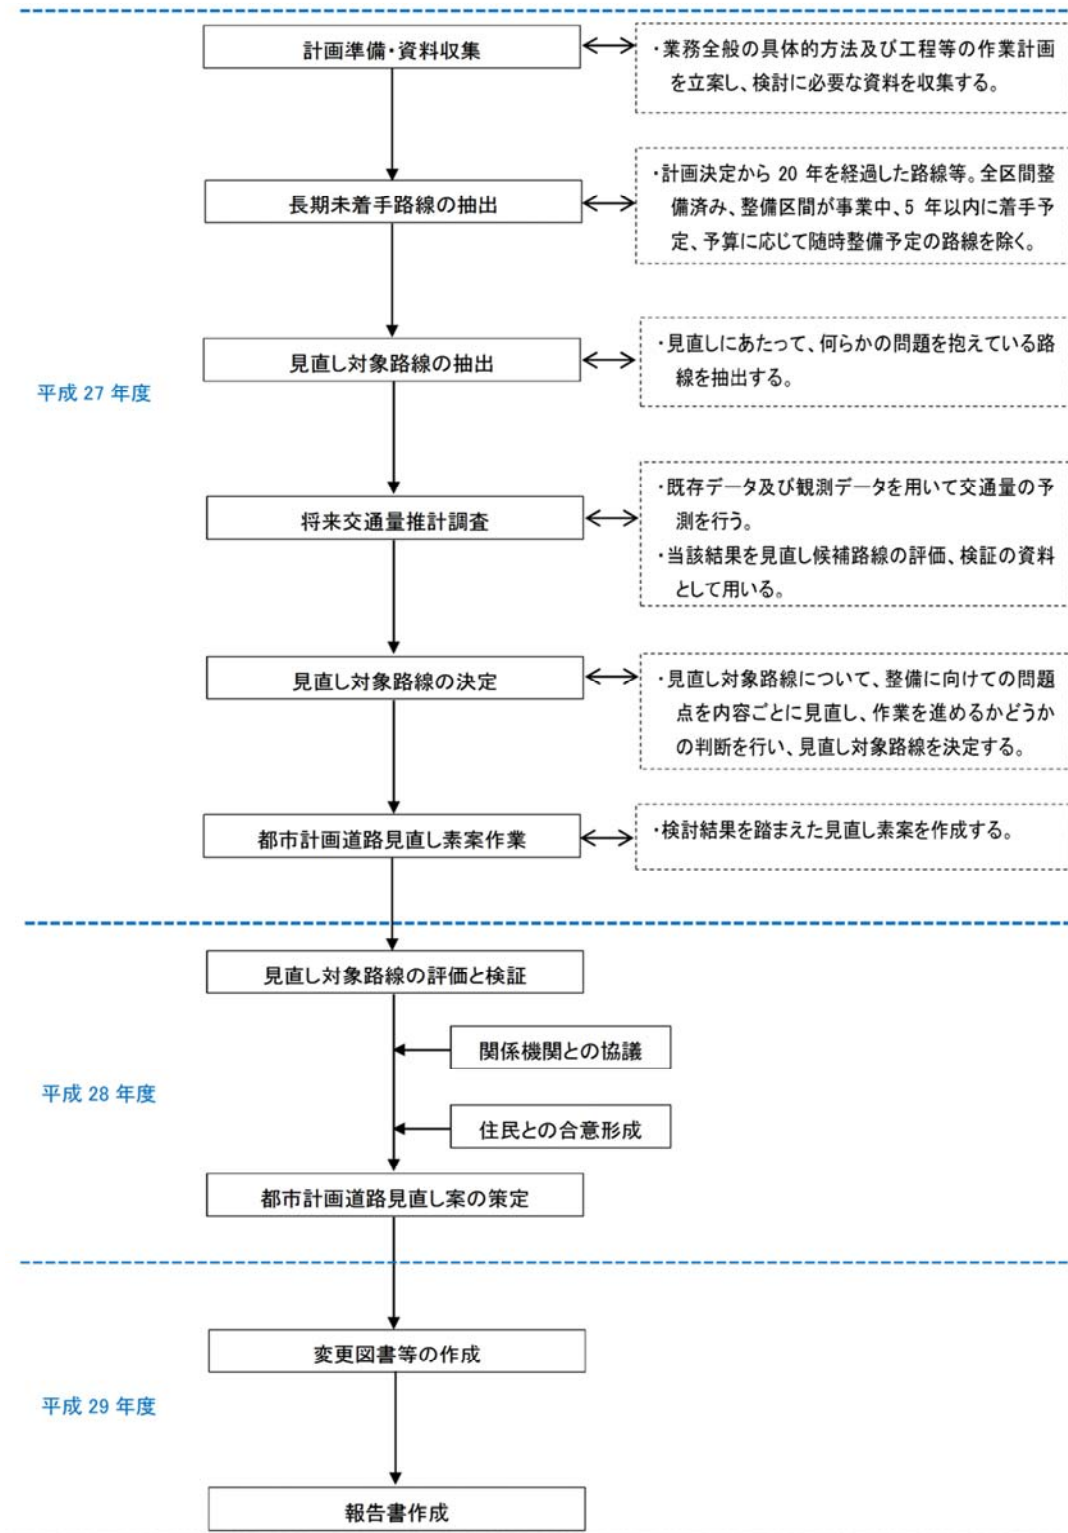 計画準備・資料収集
・業務全般の具体的方法及び工程等の作業計画
を立案し、検討に必要な資料を収集する。
長期未着手路線の抽出
・計画決定から 20 年を経過した路線等。全区間整
備済み、整備区間が事業中、5 年以内に着手予
定、予算に応じて随時整備予定の路線を除く。
見直し対象路線の抽出
・見直しにあたって、何らかの問題を抱えている路
線を抽出する。
平成 27 年度
将来交通量推計調査
・既存データ及び観測データを用いて交通量の予
測を行う。
・当該結果を見直し候補路線の評価、検証の資料
として用いる。
見直し対象路線の決定
・見直し対象路線について、整備に向けての問題
点を内容ごとに見直し、作業を進めるかどうか
の判断を行い、見直し対象路線を決定する。
都市計画道路見直し素案作業
・検討結果を踏まえた見直し素案を作成する。
見直し対象路線の評価と検証
関係機関との協議
平成 28 年度
住民との合意形成
都市計画道路見直し案の策定
変更図書等の作成
平成 29 年度
報告書作成